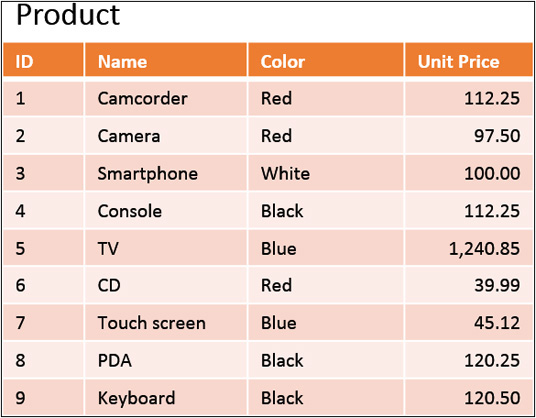 Product
ID Name Color Unit Price
1 Camcorder Red 112.25
2 Camera Red 97.50
3 Smartphone White 100.00
4 Console Black 112.25
5 TV Blue 1,240.85
6 CD Red 39.99
7 Touch screen Blue 45.12
8 PDA Black 120.25
9 Keyboard Black 120.50